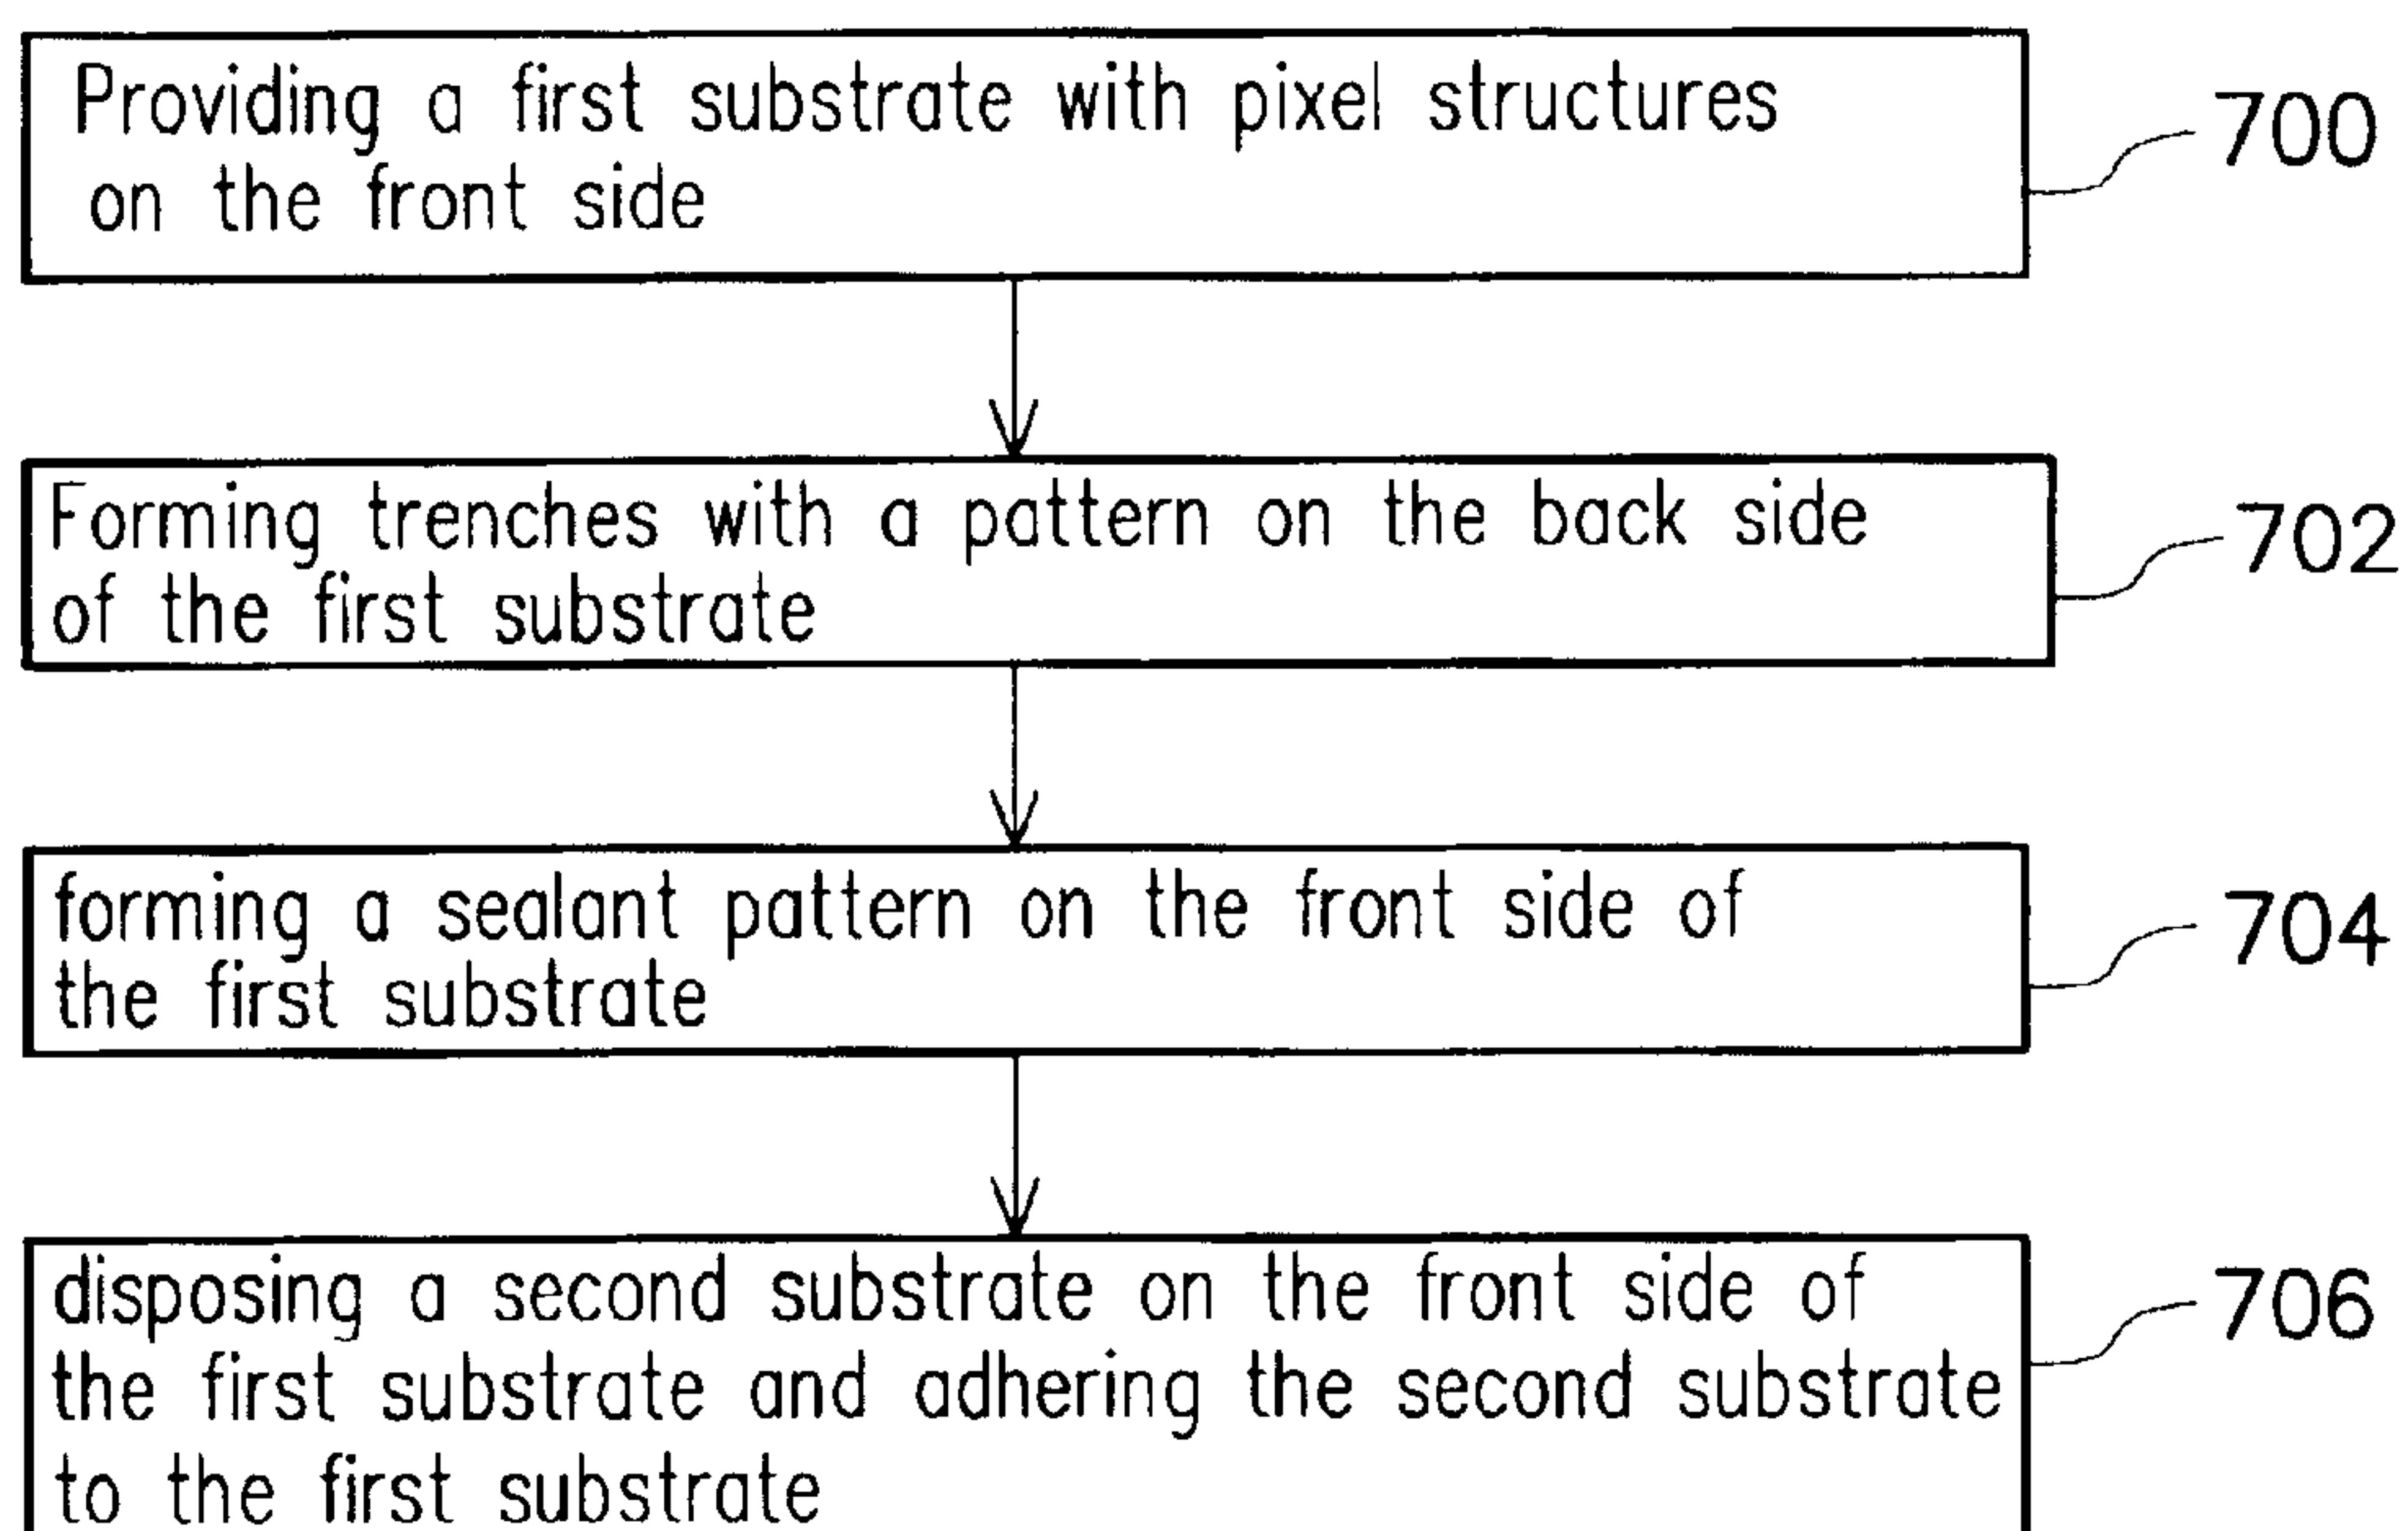 Providing a first substrate with pixel structures
on the front side
700
Forming trenches with a pattern on the back side
of the first substrate
702
forming a sealant pattern on the front side of
the first substrate
704
disposing a second substrate on the front side of
the first substrate and adhering the second substrate
to the first substrate
706